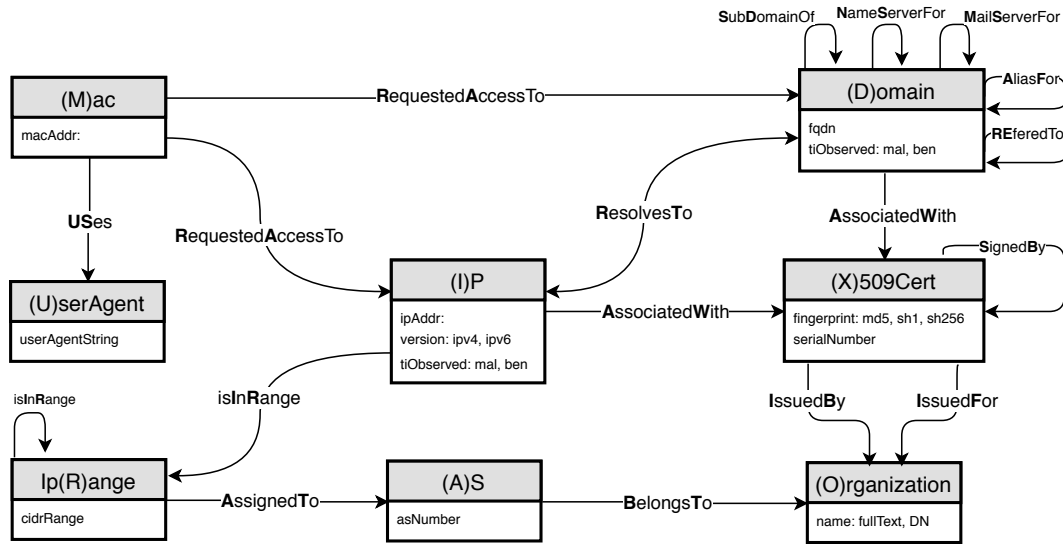 SubDomainOf
NameServerFor
MailServerFor
(M)ac
macAddr:
RequestedAccessTo
(D)omain
fqdn
tiObserved: mal, ben
AliasFor
REferedTo
USes
RequestedAccessTo
ResolvesTo
AssociatedWith
(U)serAgent
userAgentString
(I)P
ipAddr:
version: ipv4, ipv6
tiObserved: mal, ben
AssociatedWith
(X)509Cert
fingerprint: md5, sh1, sh256
serialNumber
SignedBy
isInRange
isInRange
IssuedBy
IssuedFor
Ip(R)ange
cidrRange
AssignedTo
(A)S
asNumber
BelongsTo
(O)rganization
name: fullText, DN